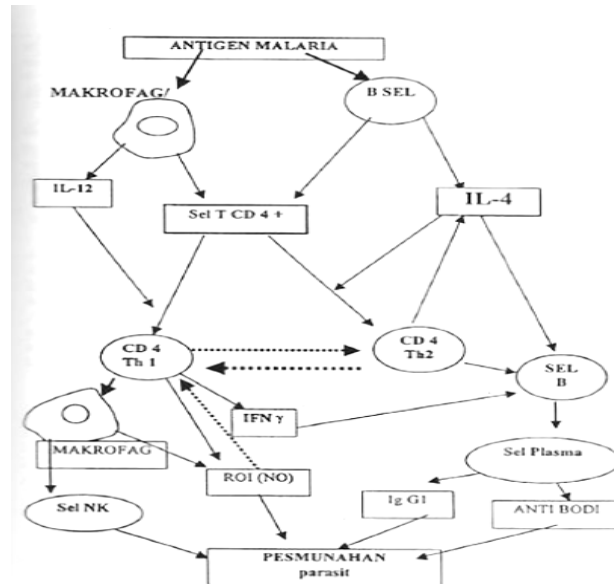 ANTIGEN MALARIA
MAKROFAG/
B SEL
IL-12
Sel T CD 4 +
IL-4
CD 4
Th 1
CD 4
Th2
SEL
B
IFN γ
MAKROFAG
ROI (NO)
Sel Plasma
Sel NK
Ig G1
ANTI BODI
PESMUNAHAN
parasit